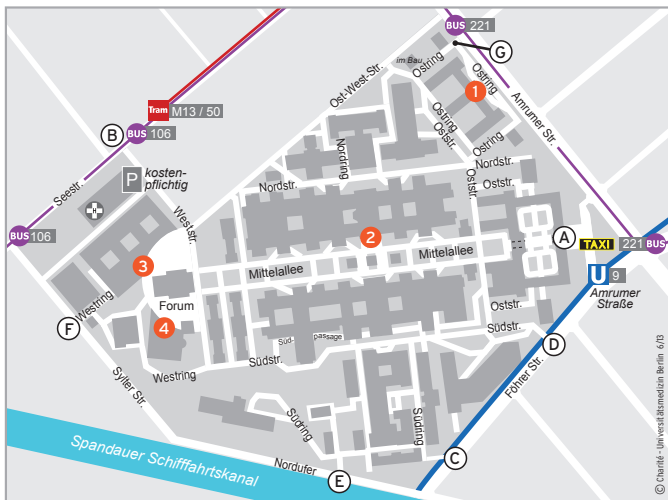 BUS 221
G
im Bau
Ostring
Ostring
1
Amrumer Str.
Ost-West-Str.
Tram M13 / 50
B
BUS 106
Ostring
Oststr.
Ostring
Nordring
P kosten-
pflichtig
Seestr.
H
Nordstr.
Nordstr.
Oststr.
Oststr.
Weststr.
BUS 106
2
A
TAXI
221 BUS
Mittelallee
Mittelallee
3
U 9
Amrumer
Straße
Westring
Forum
Oststr.
F
4
Südstr.
Süd-
passage
D
Südstr.
Westring
Föhrer Str.
Sylter Str.
Südring
Südring
C
Spandauer Schifffahrtskanal
Nordufer
E
© Charité - Universitätsmedizin Berlin 6/13